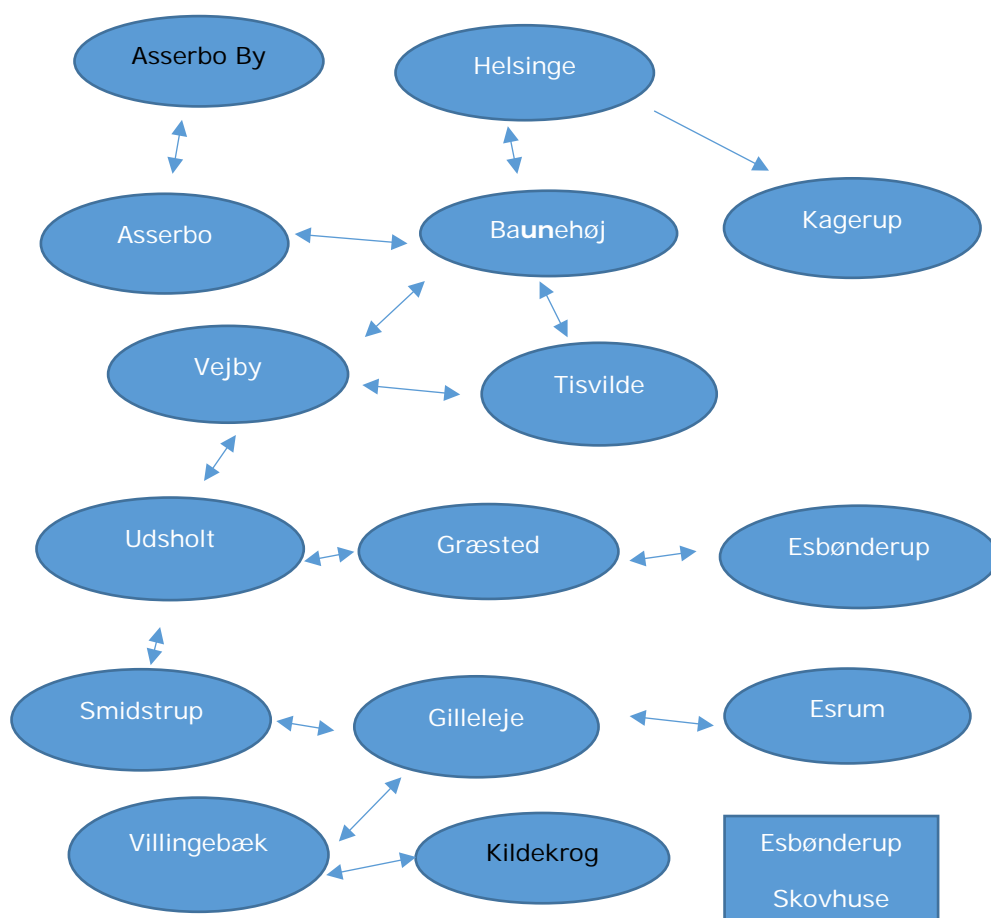 Asserbo By
Helsinge
Asserbo
Baunehøj
Kagerup
Vejby
Tisvilde
Udsholt
Græsted
Esbønderup
Smidstrup
Gilleleje
Esrum
Villingebæk
Kildekrog
Esbønderup
Skovhuse